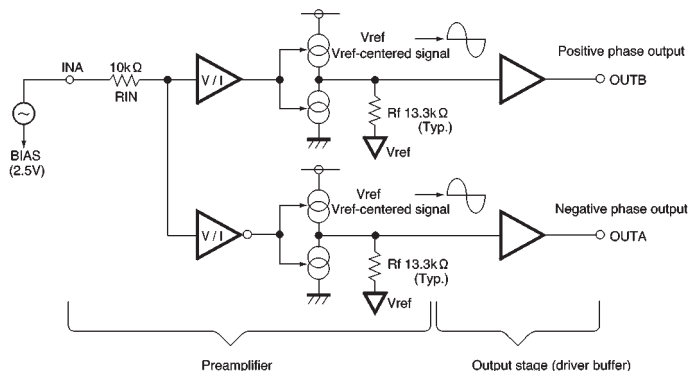 Vref
Vref-centered signal
Positive phase output
INA
10kΩ
RIN
V / I
OUTB
Rf 13.3kΩ
(Typ.)
Vref
BIAS
(2.5V)
Vref
Vref-centered signal
Negative phase output
V / I
OUTA
Rf 13.3kΩ
(Typ.)
Vref
Preamplifier
Output stage (driver buffer)